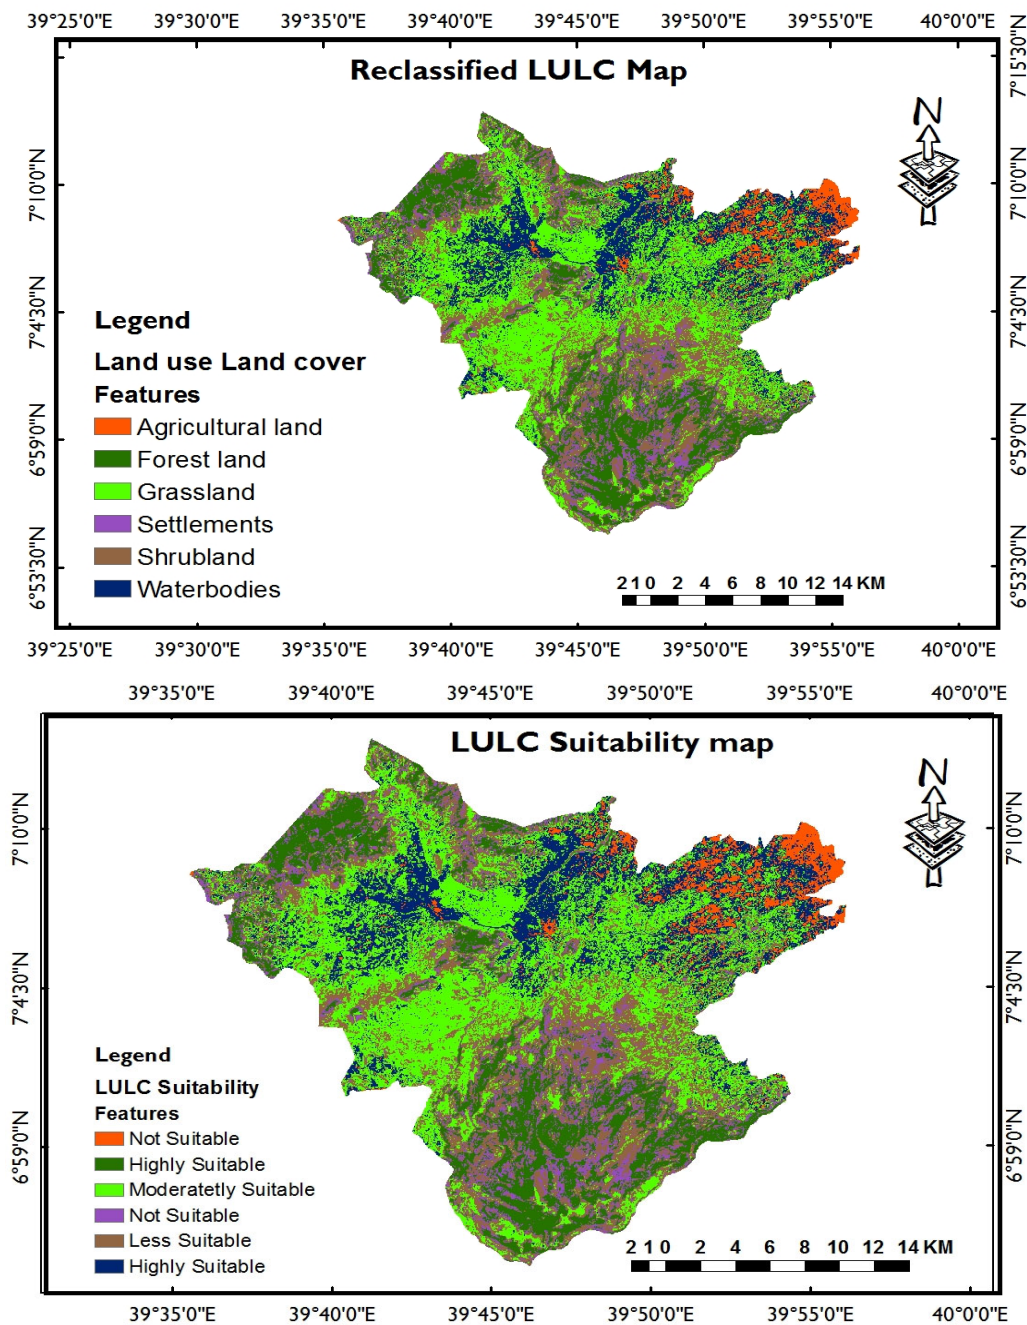 39°25'0"E 39°30'0"E 39°35'0"E 39°40'0"E 39°45'0"E 39°50'0"E 39°55'0"E 40°0'0"E
Reclassified LULC Map
N
7°15'30"N
7°10'0"N 7°10'0"N
7°4'30"N 7°4'30"N
6°59'0"N 6°59'0"N
6°53'30"N 6°53'30"N
Legend
Land use Land cover
Features
Agricultural land
Forest land
Grassland
Settlements
Shrubland
Waterbodies
2 1 0 2 4 6 8 10 12 14 KM
39°25'0"E 39°30'0"E 39°35'0"E 39°40'0"E 39°45'0"E 39°50'0"E 39°55'0"E 40°0'0"E
39°35'0"E 39°40'0"E 39°45'0"E 39°50'0"E 39°55'0"E 40°0'0"E
LULC Suitability map
N
7°10'0"N 7°10'0"N
7°4'30"N 7°4'30"N
6°59'0"N 6°59'0"N
Legend
LULC Suitability
Features
Not Suitable
Highly Suitable
Moderatetly Suitable
Not Suitable
Less Suitable
Highly Suitable
2 1 0 2 4 6 8 10 12 14 KM
39°35'0"E 39°40'0"E 39°45'0"E 39°50'0"E 39°55'0"E 40°0'0"E